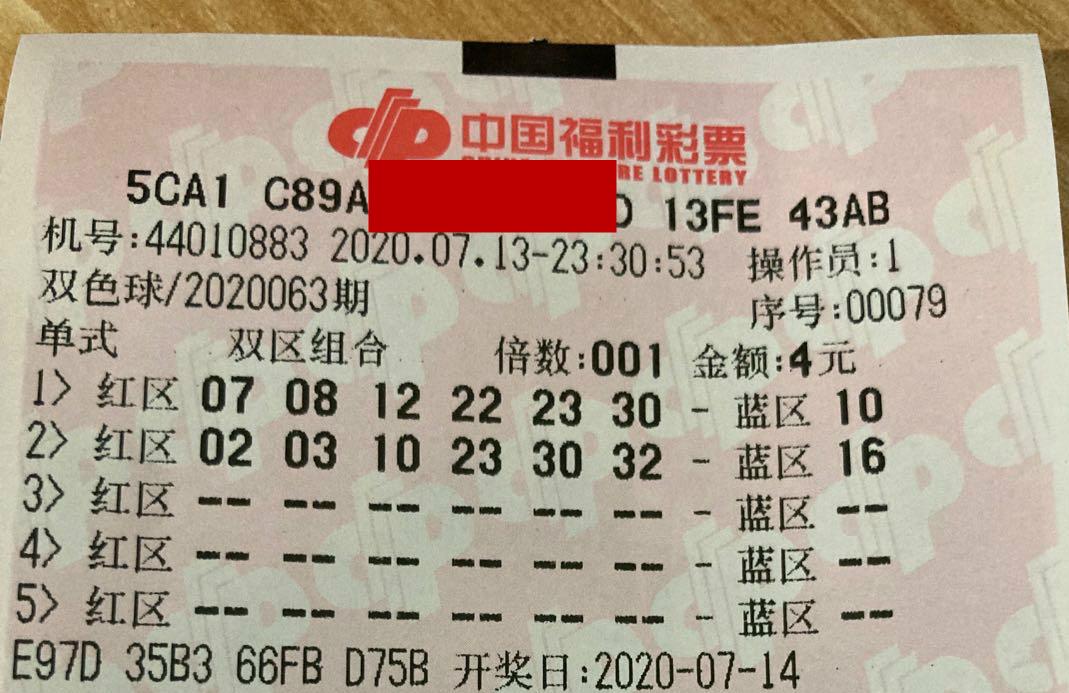 中国福利彩票
RE LOTTERY
5CA1 C89A 13FE 43AB
机号:44010883 2020.07.13-23:30:53 操作员:1
双色球/2020063期 序号:00079
单式 双区组合 倍数:001 金额:4元
1> 红区 07 08 12 22 23 30 - 蓝区 10
2> 红区 02 03 10 23 30 32 - 蓝区 16
3> 红区 -- -- -- -- -- -- - 蓝区 --
4> 红区 -- -- -- -- -- -- - 蓝区 --
5> 红区 -- -- -- -- -- -- - 蓝区 --
E97D 35B3 66FB D75B 开奖日:2020-07-14